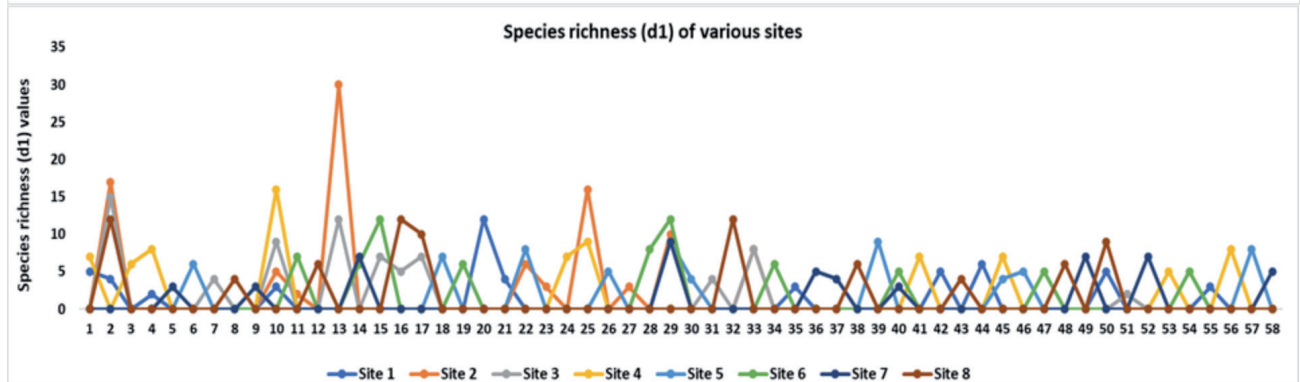 Species richness (d1) of various sites
Species richness (d1) values
35
30
25
20
15
10
5
0
1 2 3 4 5 6 7 8 9 10 11 12 13 14 15 16 17 18 19 20 21 22 23 24 25 26 27 28 29 30 31 32 33 34 35 36 37 38 39 40 41 42 43 44 45 46 47 48 49 50 51 52 53 54 55 56 57 58
Site 1 Site 2 Site 3 Site 4 Site 5 Site 6 Site 7 Site 8